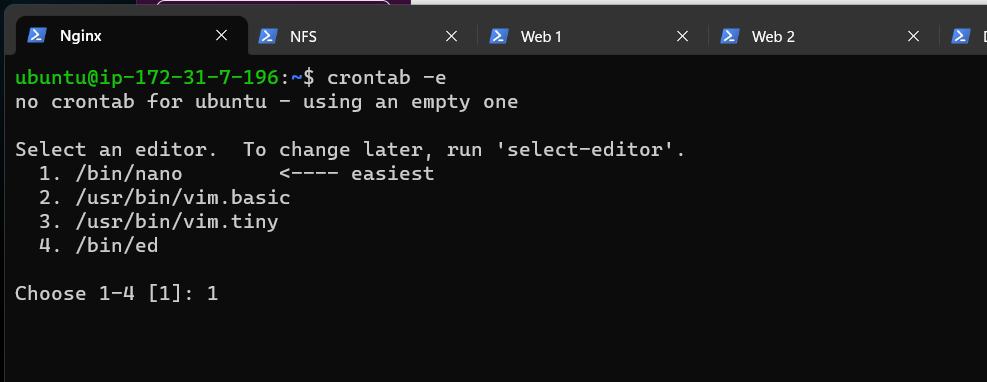 Nginx
NFS
Web 1
Web 2
ubuntu@ip-172-31-7-196:~$ crontab -e
no crontab for ubuntu - using an empty one
Select an editor.  To change later, run 'select-editor'.
  1. /bin/nano        <---- easiest
  2. /usr/bin/vim.basic
  3. /usr/bin/vim.tiny
  4. /bin/ed
Choose 1-4 [1]: 1